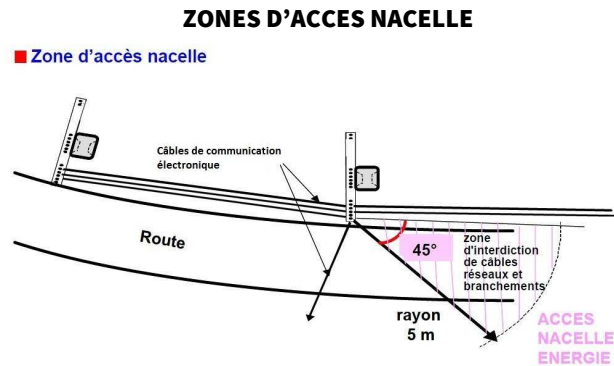 ZONES D’ACCES NACELLE
Zone d'accès nacelle
Câbles de communication
électronique
Route
45°
zone
d'interdiction
de câbles
réseaux et
branchements
rayon
5 m
ACCES
NACELLE
ENERGIE